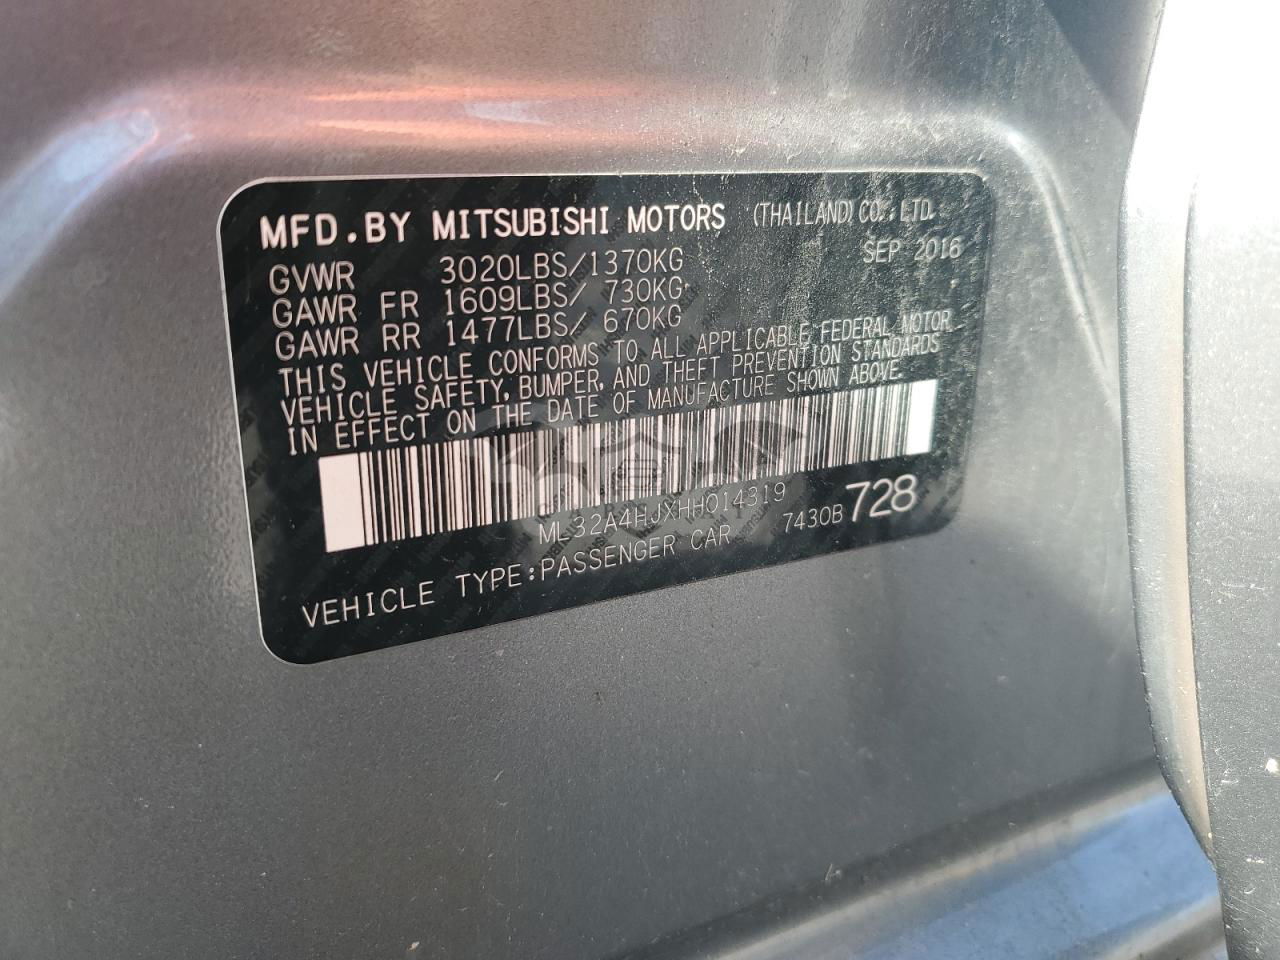 MFD.BY MITSUBISHI MOTORS (THAILAND) CO.,LTD.
SEP 2016
GVWR 3020LBS/1370KG
GAWR FR 1609LBS/ 730KG
GAWR RR 1477LBS/ 670KG
THIS VEHICLE CONFORMS TO ALL APPLICABLE FEDERAL MOTOR
VEHICLE SAFETY, BUMPER, AND THEFT PREVENTION STANDARDS
IN EFFECT ON THE DATE OF MANUFACTURE SHOWN ABOVE.
ML32A4HJXHH014319
7430B 728
VEHICLE TYPE:PASSENGER CAR